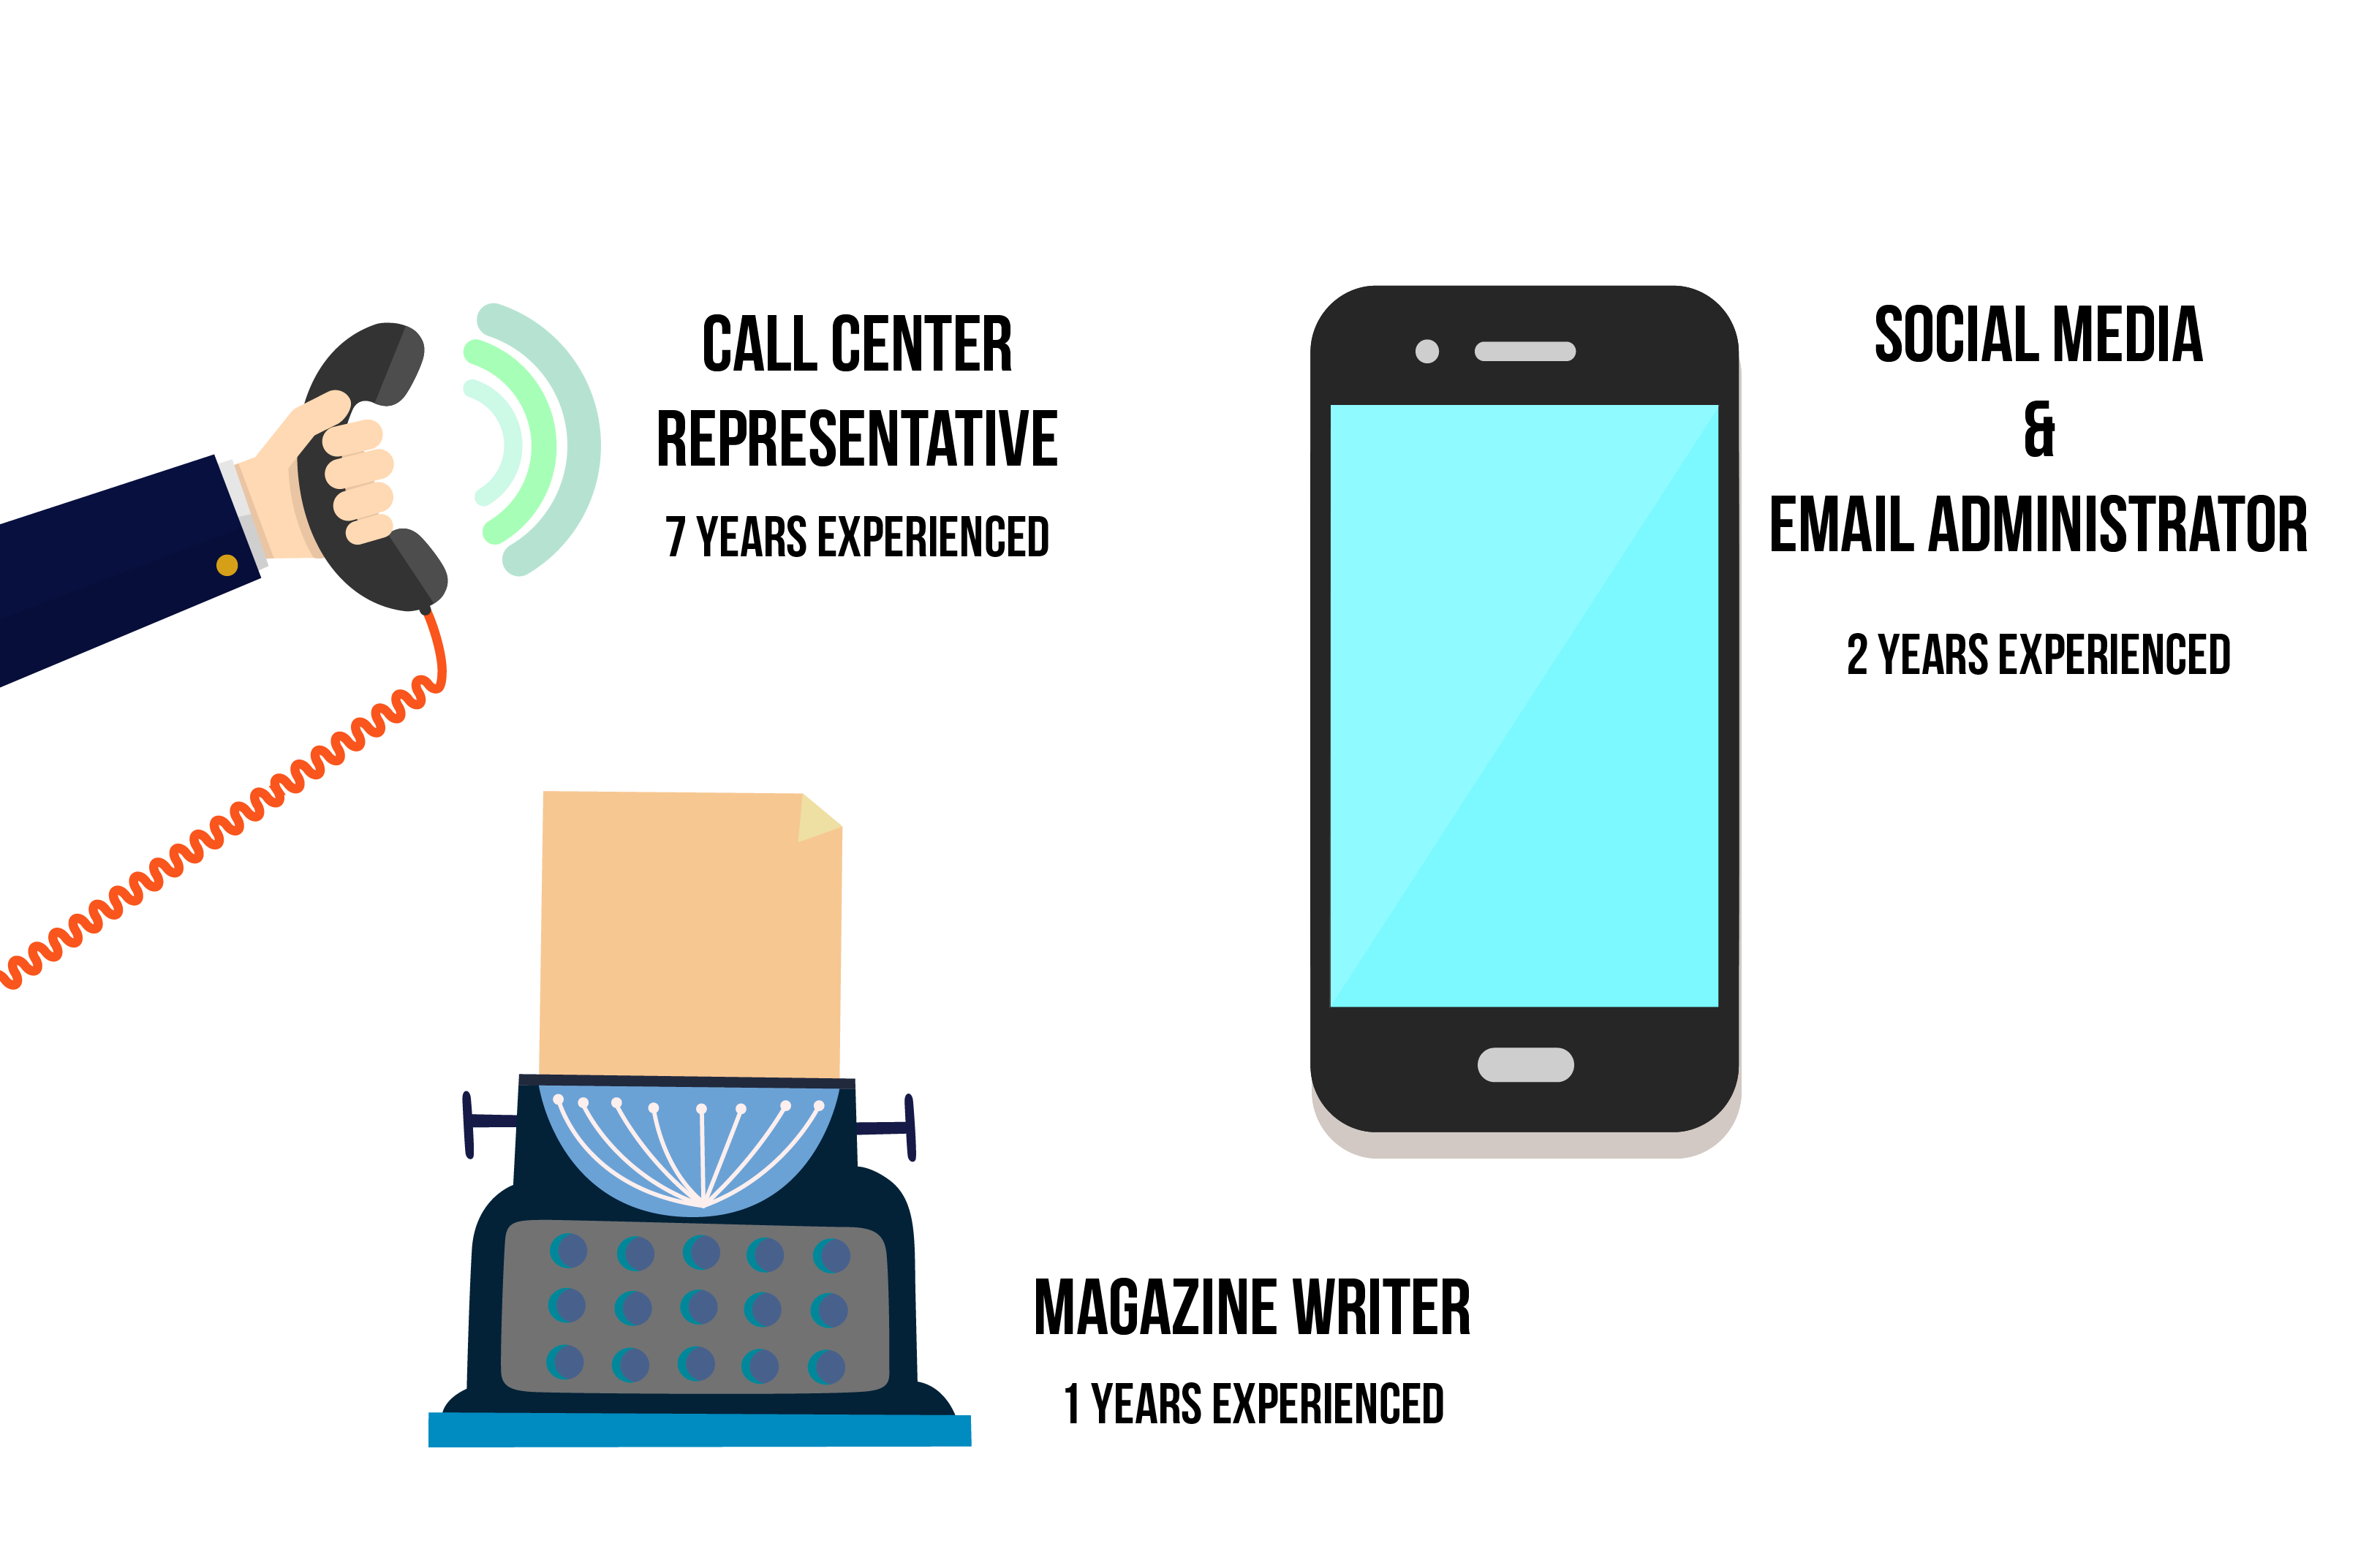 CALL CENTER
REPRESENTATIVE
7 YEARS EXPERIENCED
SOCIAL MEDIA
&
EMAIL ADMINISTRATOR
2 YEARS EXPERIENCED
MAGAZINE WRITER
1 YEARS EXPERIENCED